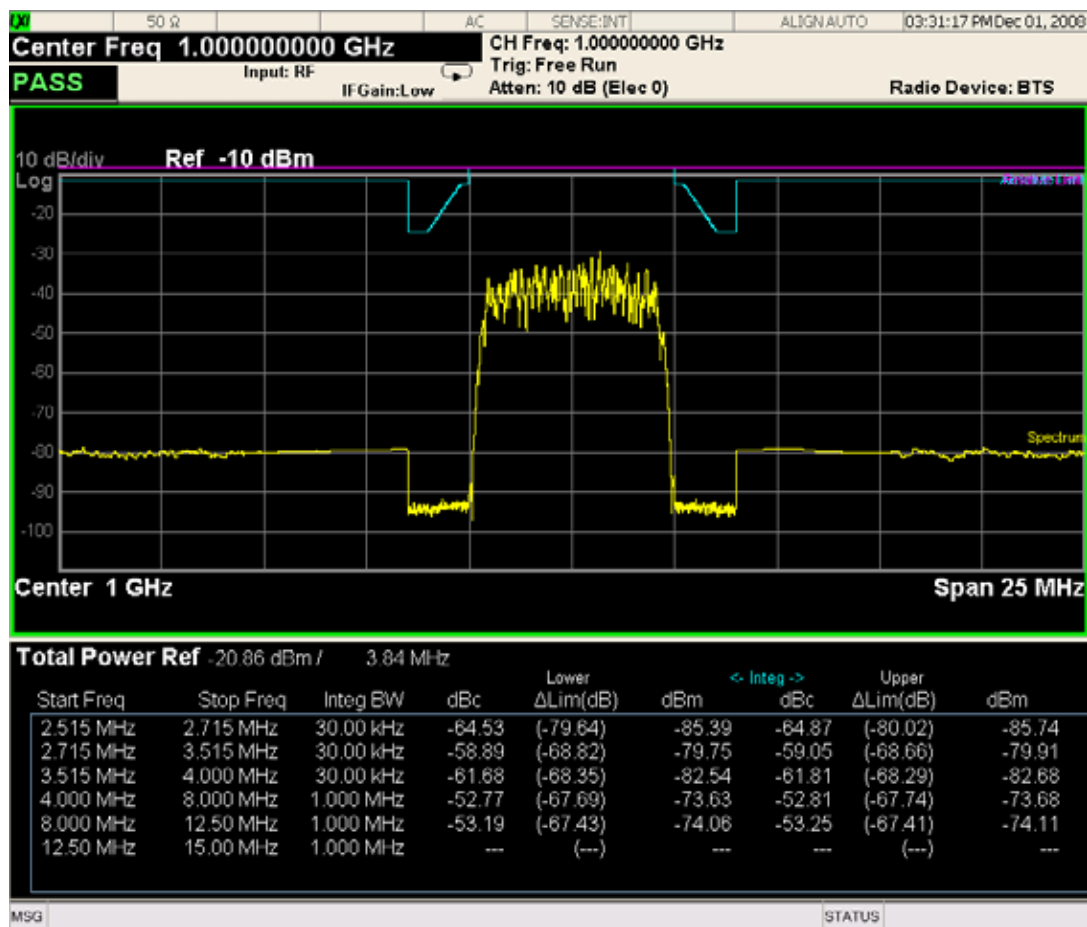 LXI 50 Ω AC SENSE:INT ALIGN AUTO 03:31:17 PM Dec 01, 2008
Center Freq 1.000000000 GHz CH Freq: 1.000000000 GHz
Input: RF Trig: Free Run
PASS IFGain:Low Atten: 10 dB (Elec 0) Radio Device: BTS
10 dB/div Ref -10 dBm
Log
-20
-30
-40
-50
-60
-70
-80 Spectrum
-90
-100
Center 1 GHz Span 25 MHz
Total Power Ref -20.86 dBm / 3.84 MHz
Lower <- Integ -> Upper
Start Freq Stop Freq Integ BW dBc ΔLim(dB) dBm dBc ΔLim(dB) dBm
2.515 MHz 2.715 MHz 30.00 kHz -64.53 (-79.64) -85.39 -64.87 (-80.02) -85.74
2.715 MHz 3.515 MHz 30.00 kHz -58.89 (-68.82) -79.75 -59.05 (-68.66) -79.91
3.515 MHz 4.000 MHz 30.00 kHz -61.68 (-68.35) -82.54 -61.81 (-68.29) -82.68
4.000 MHz 8.000 MHz 1.000 MHz -52.77 (-67.69) -73.63 -52.81 (-67.74) -73.68
8.000 MHz 12.50 MHz 1.000 MHz -53.19 (-67.43) -74.06 -53.25 (-67.41) -74.11
12.50 MHz 15.00 MHz 1.000 MHz --- (---) --- --- (---) ---
MSG STATUS